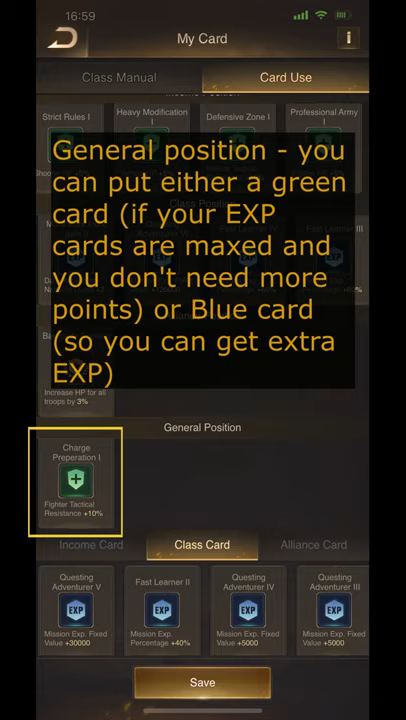 16:59
My Card
i
Class Manual
Card Use
Strict Rules I
Heavy Modification I
Defensive Zone I
Professional Army I
General position - you
can put either a green
card (if your EXP
cards are maxed and
you don't need more
points) or Blue card
(so you can get extra
EXP)
Increase HP for all
troops by 3%
General Position
Charge
Preperation I
Fighter Tactical
Resistance +10%
Income Card
Class Card
Alliance Card
Questing
Adventurer V
EXP
Mission Exp. Fixed
Value +30000
Fast Learner II
EXP
Mission Exp.
Percentage +40%
Questing
Adventurer IV
EXP
Mission Exp. Fixed
Value +5000
Questing
Adventurer III
EXP
Mission Exp. Fixed
Value +5000
Save